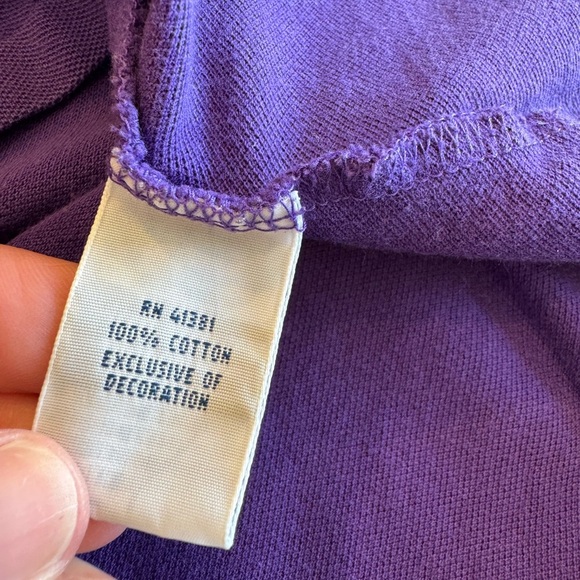 RN 41381
100% COTTON
EXCLUSIVE OF
DECORATION